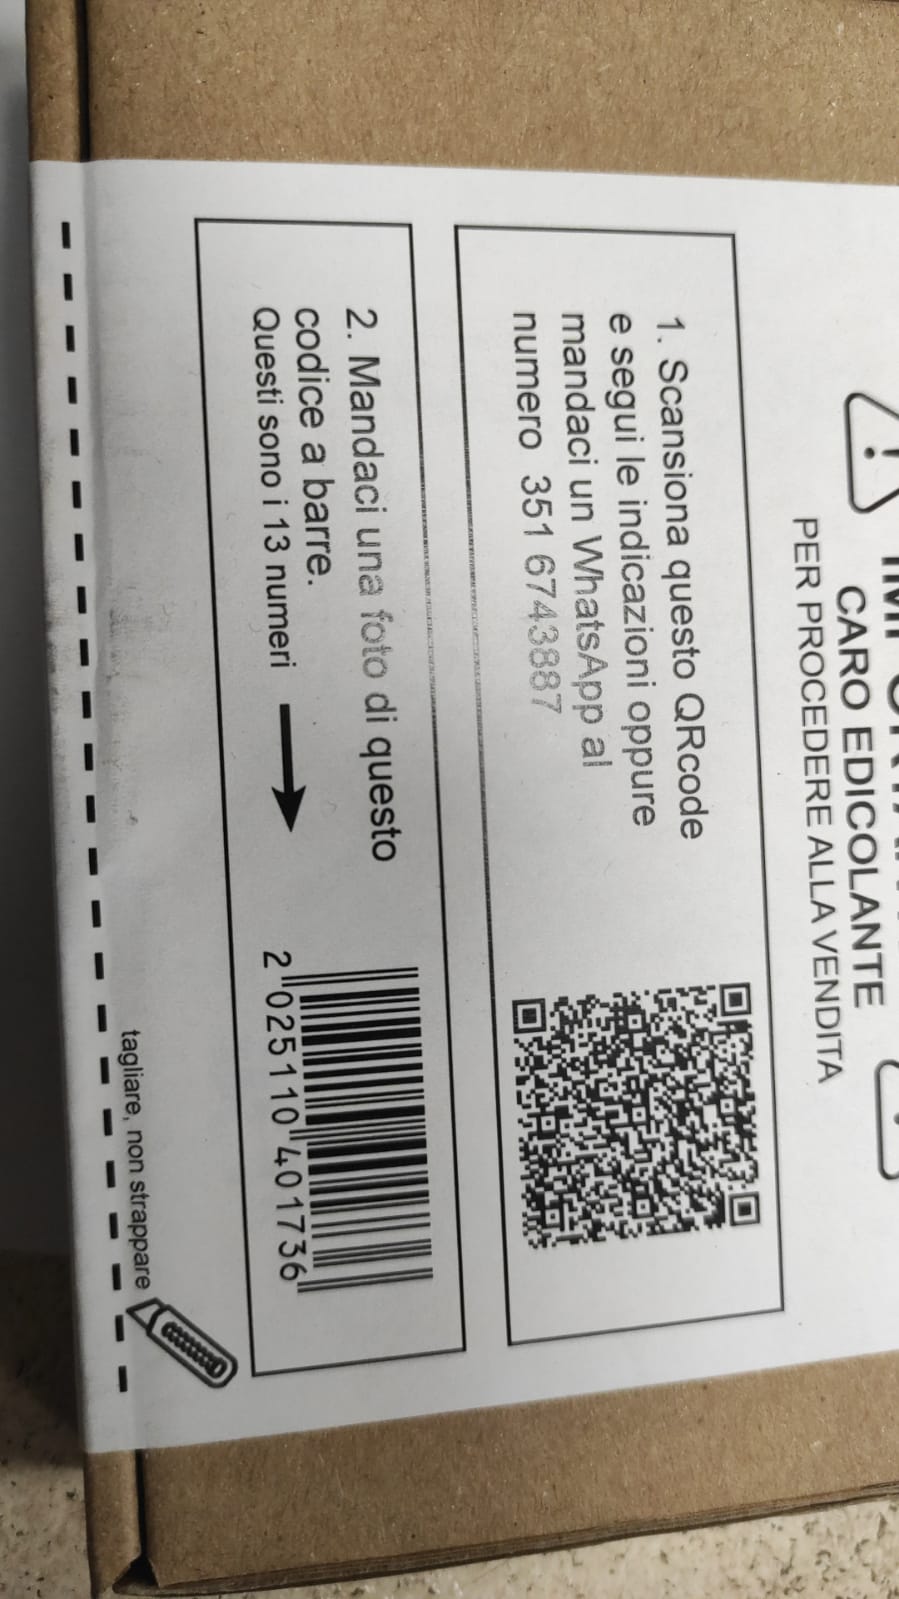 CARO EDICOLANTE
PER PROCEDERE ALLA VENDITA
1. Scansiona questo QRcode
e segui le indicazioni oppure
mandaci un WhatsApp al
numero 351 6743887
2. Mandaci una foto di questo
codice a barre.
Questi sono i 13 numeri
2 025110 401736
tagliare, non strappare